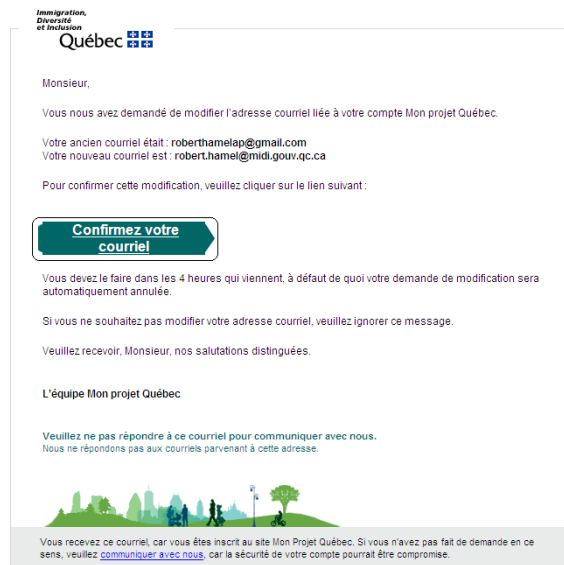 Immigration,
Diversité
et Inclusion
Québec
Monsieur,
Vous nous avez demandé de modifier l'adresse courriel liée à votre compte Mon projet Québec.
Votre ancien courriel était : roberthamelap@gmail.com
Votre nouveau courriel est : robert.hamel@midi.gouv.qc.ca
Pour confirmer cette modification, veuillez cliquer sur le lien suivant :
Confirmez votre
courriel
Vous devez le faire dans les 4 heures qui viennent, à défaut de quoi votre demande de modification sera
automatiquement annulée.
Si vous ne souhaitez pas modifier votre adresse courriel, veuillez ignorer ce message.
Veuillez recevoir, Monsieur, nos salutations distinguées.
L'équipe Mon projet Québec
Veuillez ne pas répondre à ce courriel pour communiquer avec nous.
Nous ne répondons pas aux courriels parvenant à cette adresse.
Vous recevez ce courriel, car vous êtes inscrit au site Mon Projet Québec. Si vous n'avez pas fait de demande en ce
sens, veuillez communiquer avec nous, car la sécurité de votre compte pourrait être compromise.